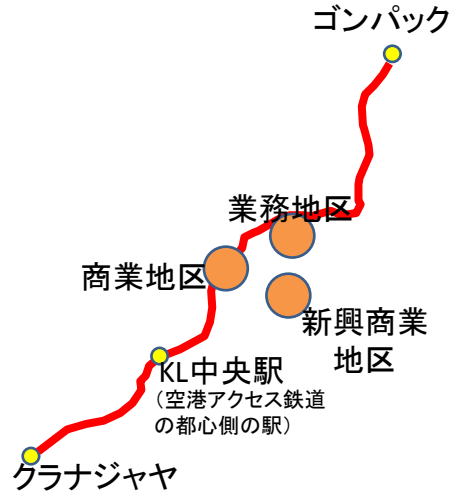 ゴンパック
業務地区
商業地区
新興商業
地区
KL中央駅
（空港アクセス鉄道
の都心側の駅）
クラナジャヤ